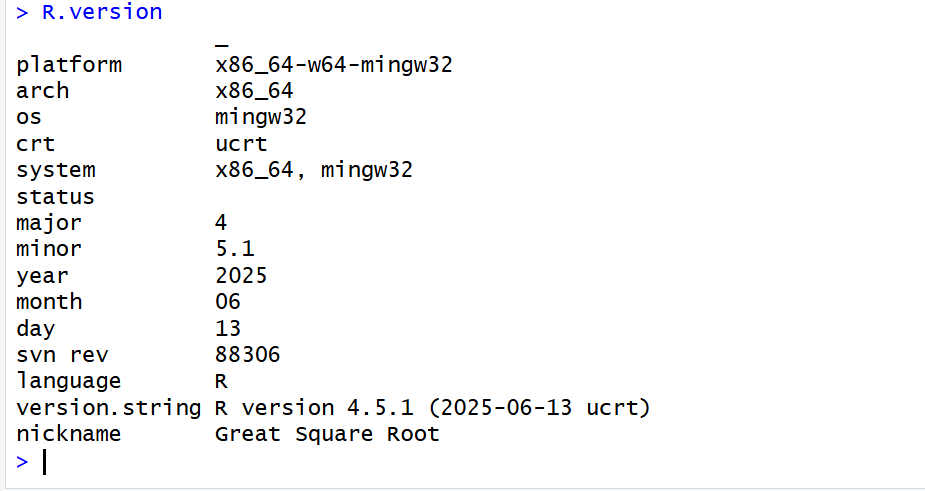 > R.version
_
platform x86_64-w64-mingw32
arch x86_64
os mingw32
crt ucrt
system x86_64, mingw32
status
major 4
minor 5.1
year 2025
month 06
day 13
svn rev 88306
language R
version.string R version 4.5.1 (2025-06-13 ucrt)
nickname Great Square Root
>